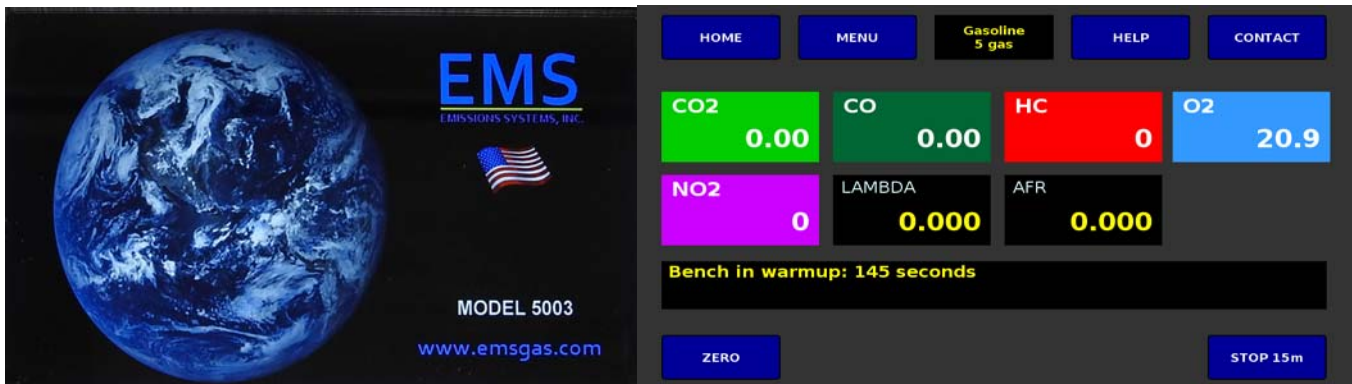 EMS
EMISSIONS SYSTEMS, INC.
MODEL 5003
www.emsgas.com
HOME
MENU
Gasoline
5 gas
HELP
CONTACT
CO2
0.00
CO
0.00
HC
0
O2
20.9
NO2
0
LAMBDA
0.000
AFR
0.000
Bench in warmup: 145 seconds
ZERO
STOP 15m